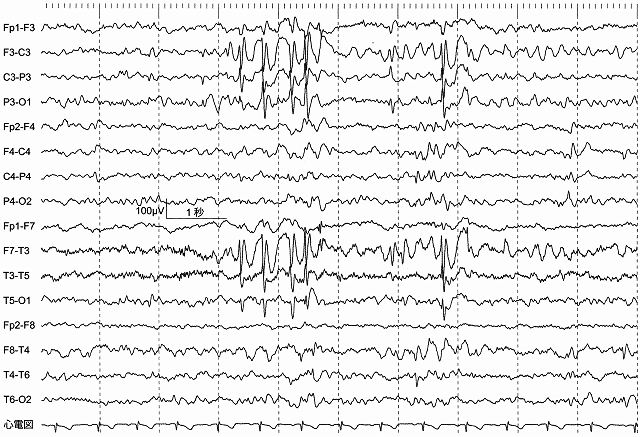 Fp1-F3
F3-C3
C3-P3
P3-O1
Fp2-F4
F4-C4
C4-P4
P4-O2
100μV
1 秒
Fp1-F7
F7-T3
T3-T5
T5-O1
Fp2-F8
F8-T4
T4-T6
T6-O2
心電図